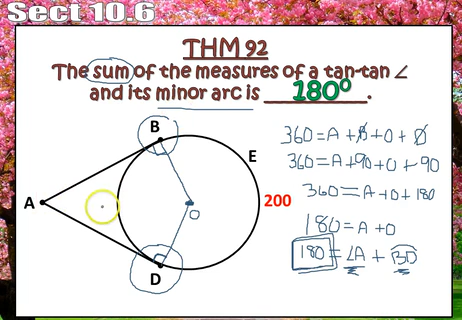 Sect 10.6
THM 92
The sum of the measures of a tan-tan ∠
and its minor arc is 180°.
B
E
A
O
200
D
360 = A + B + O + D
360 = A + 90 + O + 90
360 = A + O + 180
180 = A + O
180 = ∠A + BD